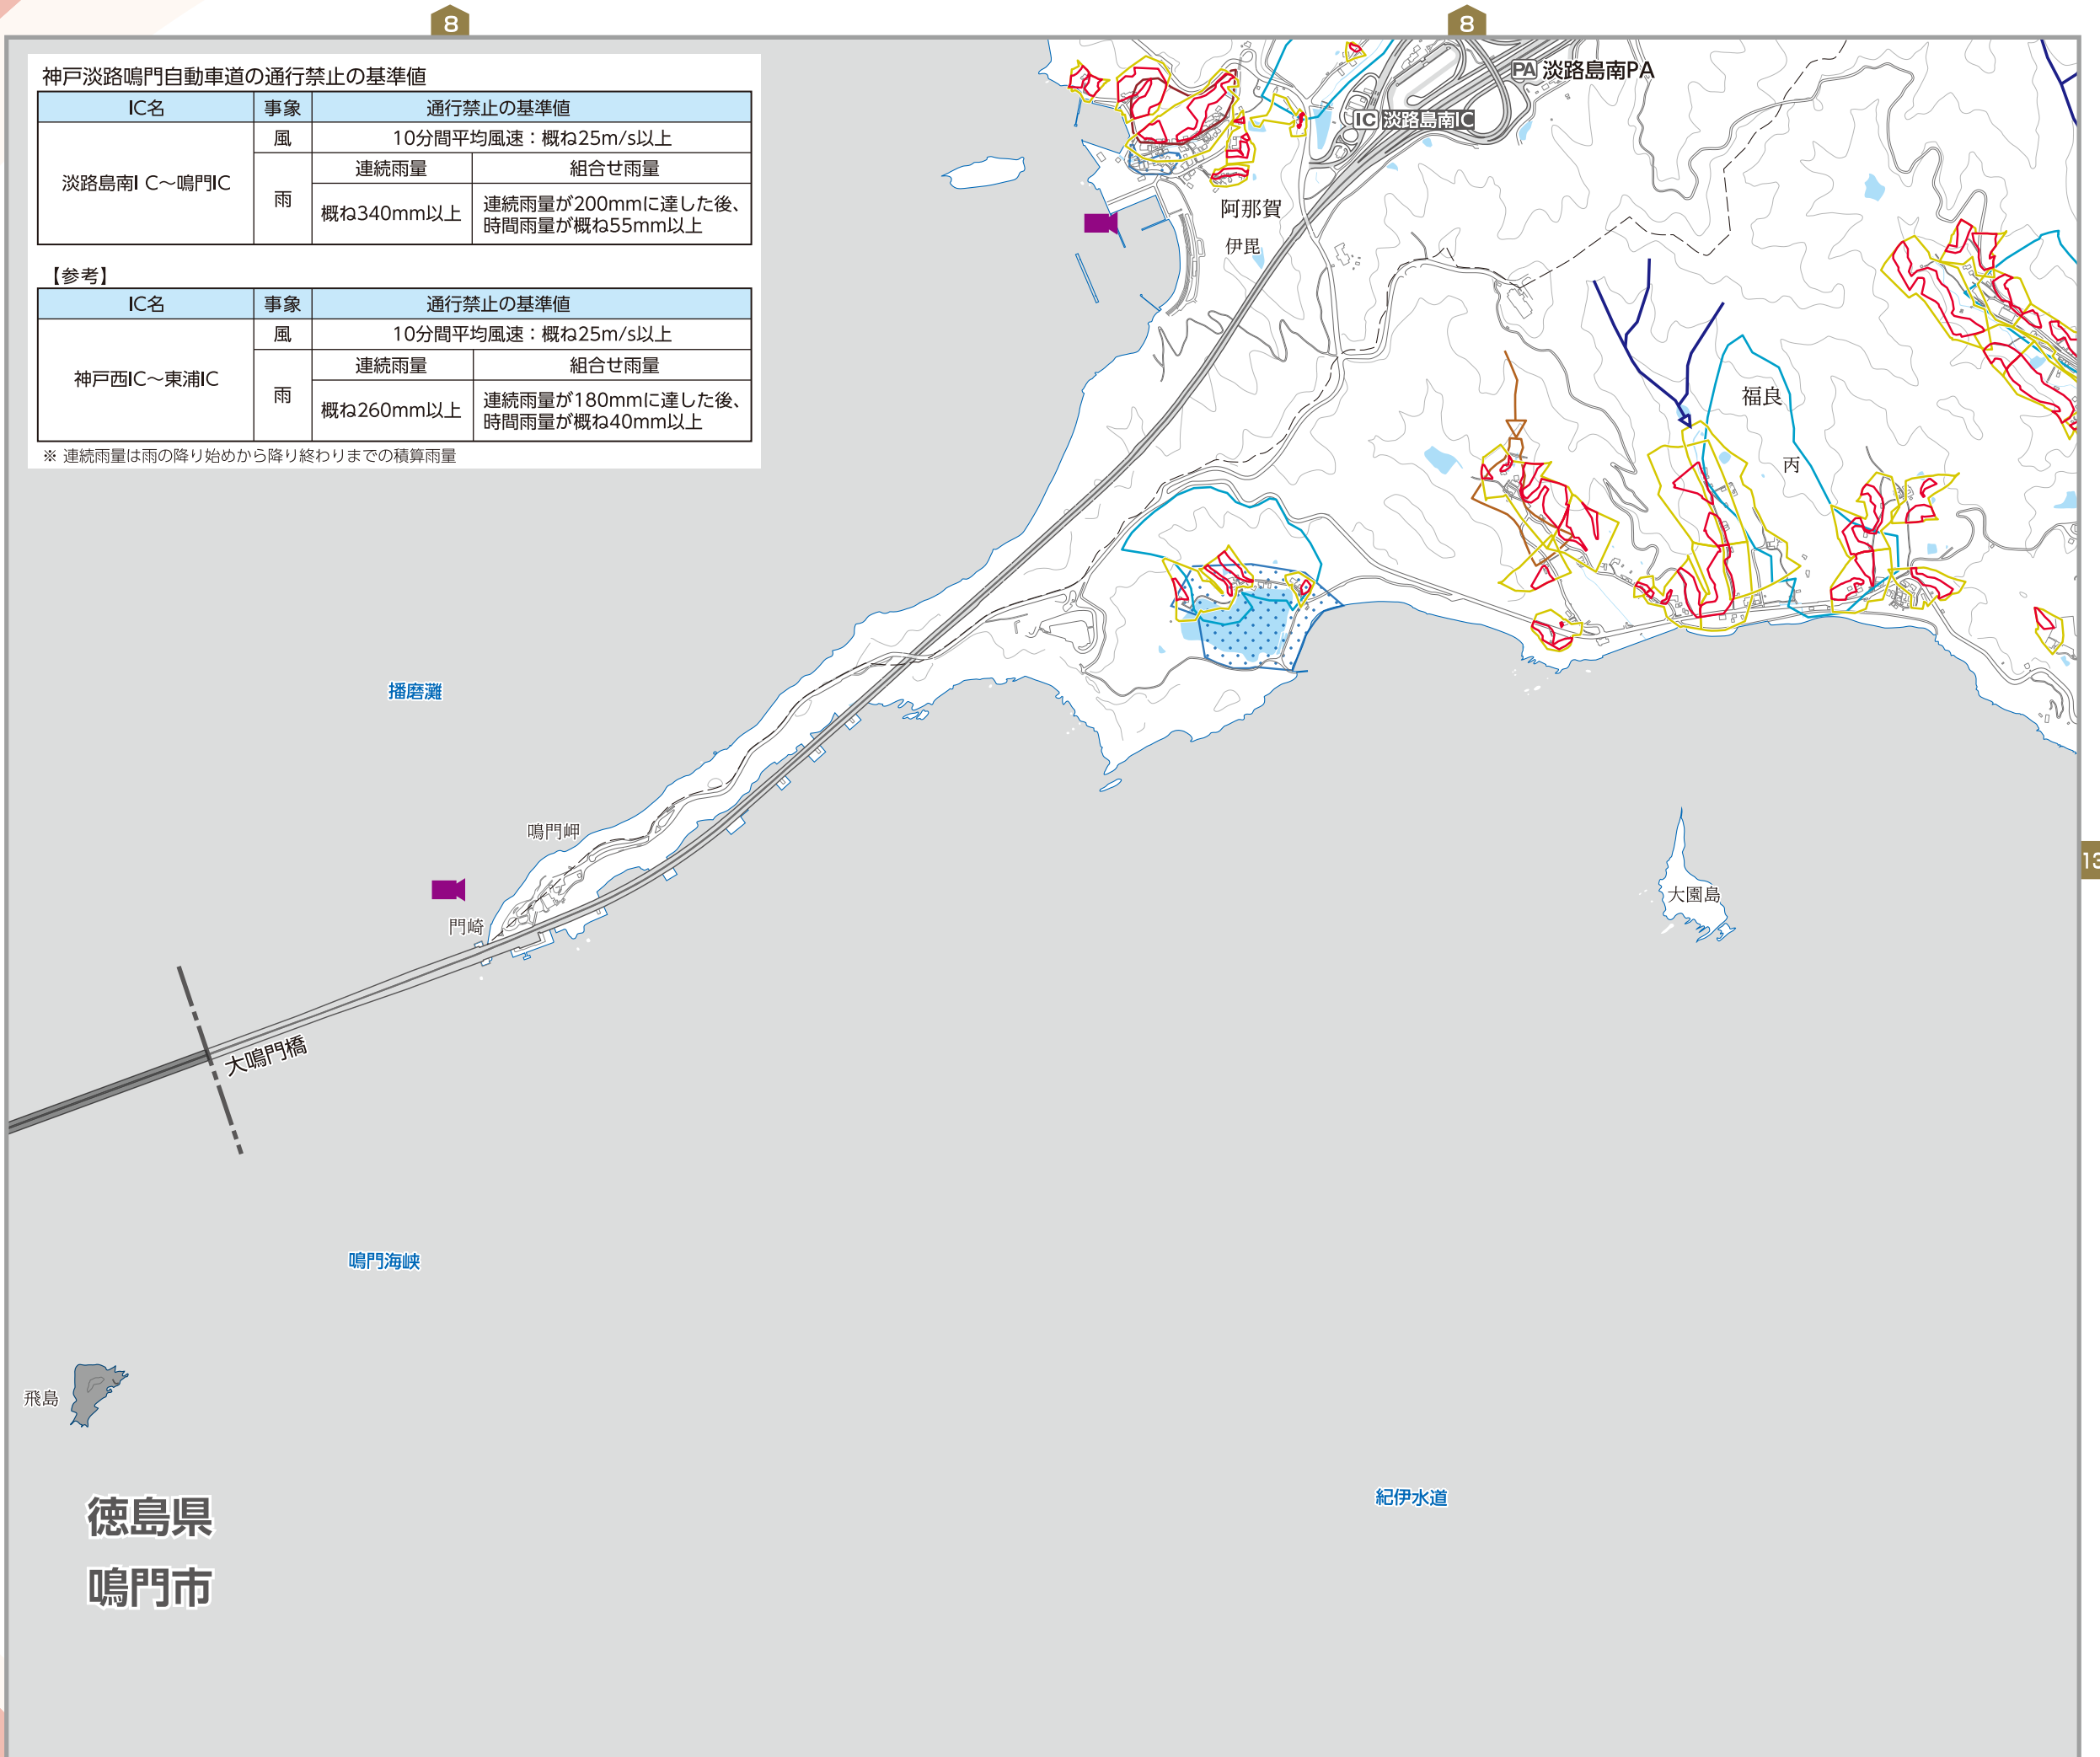 8
8
神戸淡路鳴門自動車道の通行禁止の基準値
IC名 事象 通行禁止の基準値
淡路島南IC～鳴門IC
風 10分間平均風速：概ね25m/s以上
雨
連続雨量 組合せ雨量
概ね340mm以上
連続雨量が200mmに達した後、
時間雨量が概ね55mm以上
【参考】
IC名 事象 通行禁止の基準値
神戸西IC～東浦IC
風 10分間平均風速：概ね25m/s以上
雨
連続雨量 組合せ雨量
概ね260mm以上
連続雨量が180mmに達した後、
時間雨量が概ね40mm以上
※ 連続雨量は雨の降り始めから降り終わりまでの積算雨量
PA 淡路島南PA
IC 淡路島南IC
阿那賀
伊毘
福良
丙
播磨灘
鳴門岬
門崎
大園島
13
大鳴門橋
鳴門海峡
飛島
紀伊水道
徳島県
鳴門市